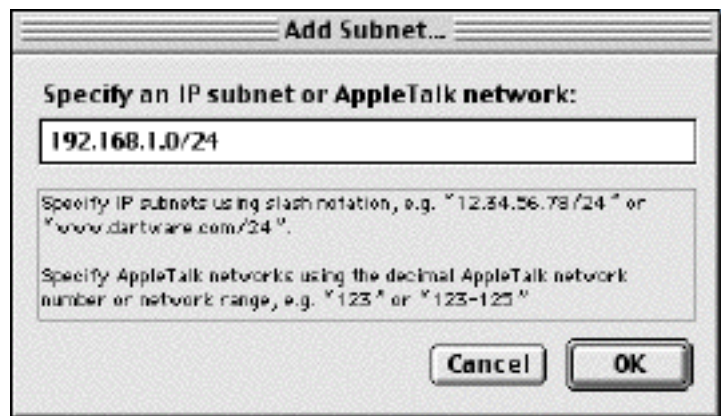 Add Subnet...
Specify an IP subnet or AppleTalk network:
192.168.1.0/24
Specify IP subnets using slash notation, e.g. "12.34.56.78/24" or
"www.dartware.com/24".
Specify AppleTalk networks using the decimal AppleTalk network
number or network range, e.g. "123" or "123-125"
Cancel OK